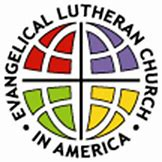 EVANGELICAL LUTHERAN CHURCH
· IN AMERICA ·